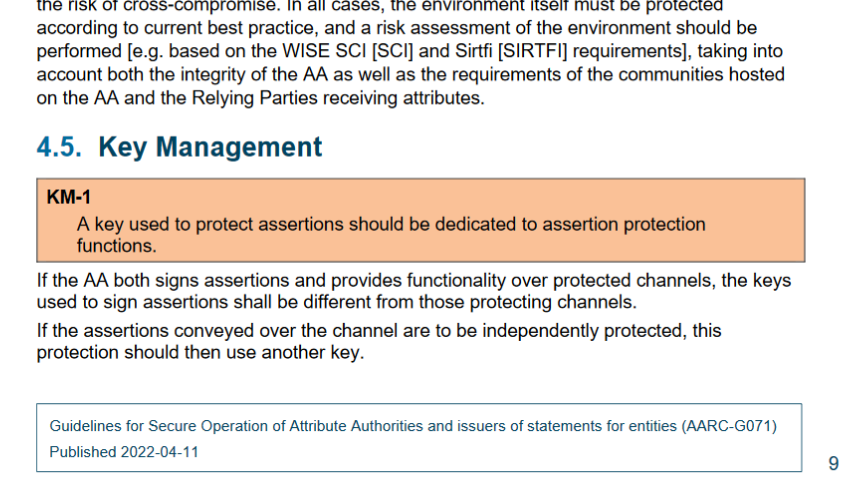 the risk of cross-compromise. In all cases, the environment itself must be protected
according to current best practice, and a risk assessment of the environment should be
performed [e.g. based on the WISE SCI [SCI] and Sirtfi [SIRTFI] requirements], taking into
account both the integrity of the AA as well as the requirements of the communities hosted
on the AA and the Relying Parties receiving attributes.
4.5. Key Management
KM-1
A key used to protect assertions should be dedicated to assertion protection
functions.
If the AA both signs assertions and provides functionality over protected channels, the keys
used to sign assertions shall be different from those protecting channels.
If the assertions conveyed over the channel are to be independently protected, this
protection should then use another key.
Guidelines for Secure Operation of Attribute Authorities and issuers of statements for entities (AARC-G071)
Published 2022-04-11
9